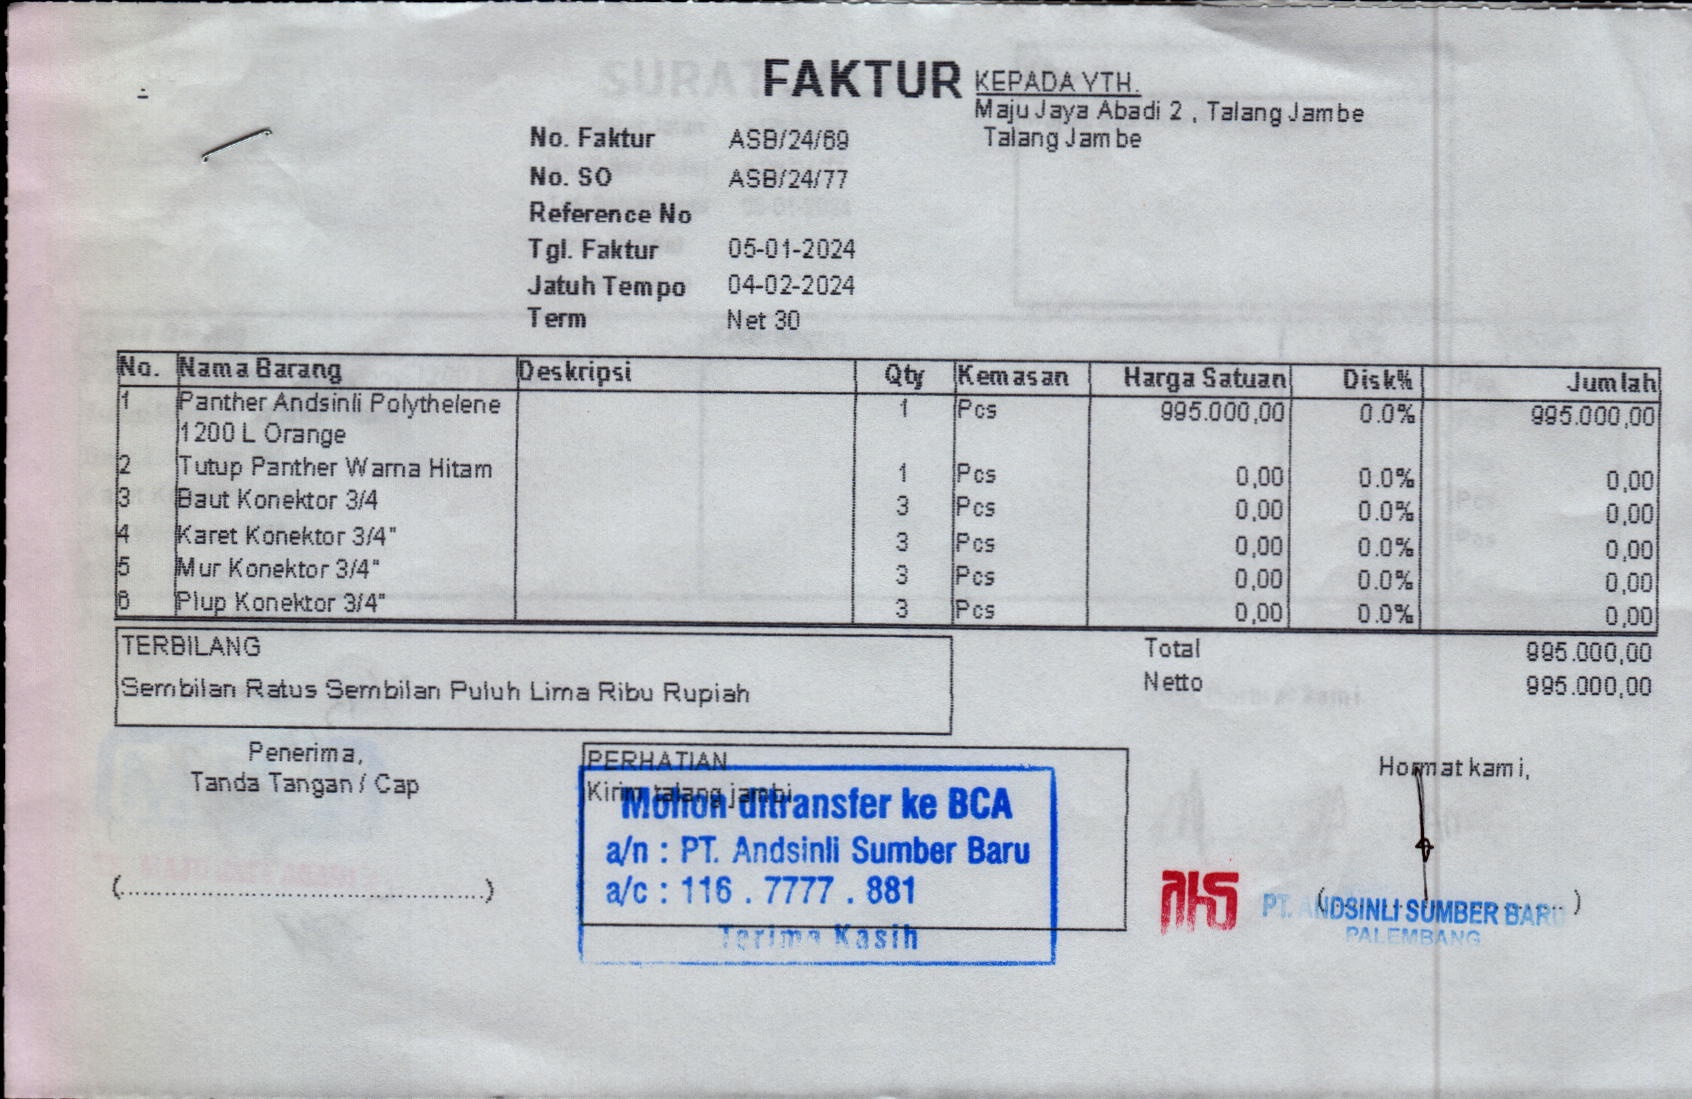 FAKTUR
KEPADA YTH.
Maju Jaya Abadi 2 , Talang Jambe
Talang Jambe
No. Faktur ASB/24/69
No. SO ASB/24/77
Reference No
Tgl. Faktur 05-01-2024
Jatuh Tempo 04-02-2024
Term Net 30
No. Nama Barang Deskripsi Qty Kemasan Harga Satuan Disk% Jumlah
1 Panther Andsinli Polythelene 1 Pcs 995.000,00 0.0% 995.000,00
1200 L Orange
2 Tutup Panther Warna Hitam 1 Pcs 0,00 0.0% 0,00
3 Baut Konektor 3/4 3 Pcs 0,00 0.0% 0,00
4 Karet Konektor 3/4" 3 Pcs 0,00 0.0% 0,00
5 Mur Konektor 3/4" 3 Pcs 0,00 0.0% 0,00
6 Plup Konektor 3/4" 3 Pcs 0,00 0.0% 0,00
TERBILANG
Sembilan Ratus Sembilan Puluh Lima Ribu Rupiah
Total 995.000,00
Netto 995.000,00
Penerima,
Tanda Tangan / Cap
PERHATIAN
Kirim talang jambi
Mohon ditransfer ke BCA
a/n : PT. Andsinli Sumber Baru
a/c : 116 . 7777 . 881
Terima Kasih
Hormat kami,
PT. ANDSINLI SUMBER BARU
PALEMBANG